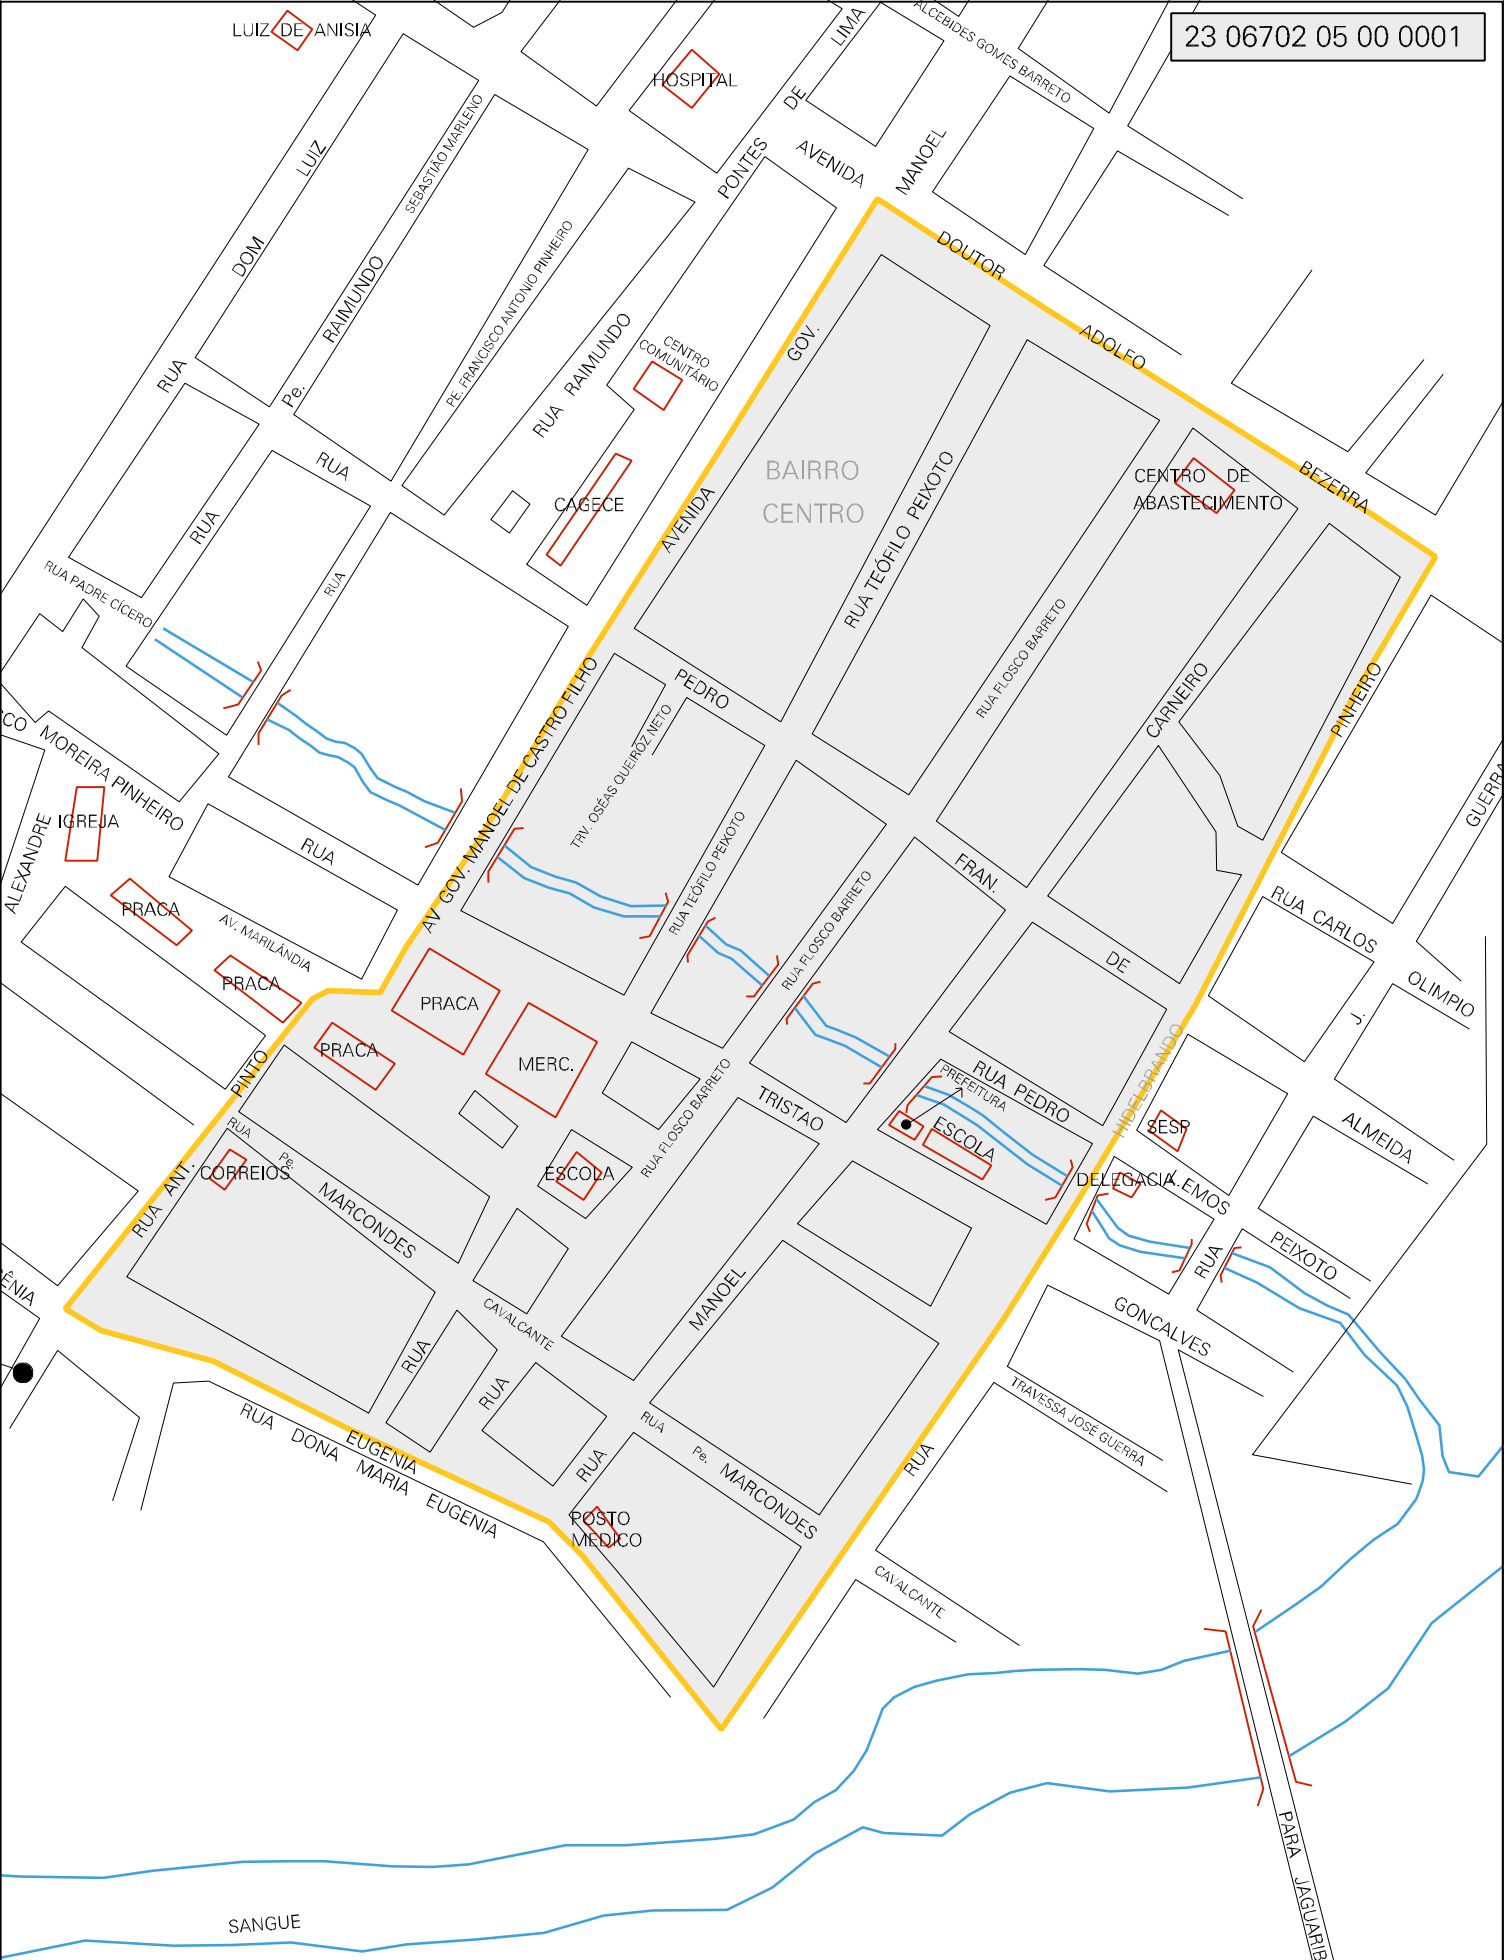 23 06702 05 00 0001
LUIZ DE ANISIA
HOSPITAL
LIMA
DE
PONTES
ALCEBIDES GOMES BARRETO
AVENIDA
MANOEL
DOUTOR
ADOLFO
BEZERRA
LUIZ
DOM
RUA
SEBASTIÃO MARLENO
RAIMUNDO
Pe.
PE. FRANCISCO ANTONIO PINHEIRO
RUA RAIMUNDO
CENTRO
COMUNITÁRIO
GOV.
AVENIDA
CAGECE
BAIRRO
CENTRO
RUA TEÓFILO PEIXOTO
CENTRO DE
ABASTECIMENTO
RUA
RUA
RUA
RUA PADRE CÍCERO
RUA FLOSCO BARRETO
CARNEIRO
PINHEIRO
PEDRO
TRV. OSÉAS QUEIRÓZ NETO
AV GOV. MANOEL DE CASTRO FILHO
CO
MOREIRA PINHEIRO
IGREJA
ALEXANDRE
RUA
PRACA
AV. MARILÂNDIA
PRACA
RUA TEÓFILO PEIXOTO
RUA FLOSCO BARRETO
FRAN.
DE
GUERRA
RUA CARLOS
OLIMPIO
J.
PRACA
PRACA
MERC.
PINTO
RUA FLOSCO BARRETO
TRISTAO
PREFEITURA
RUA PEDRO
ESCOLA
HIDELBRANDO
SESP
ALMEIDA
DELEGACIA
LEMOS
RUA
PEIXOTO
GONCALVES
RUA
Pe.
MARCONDES
CORREIOS
RUA ANT.
ESCOLA
MANOEL
CAVALCANTE
RUA
RUA
RUA
ÊNIA
RUA DONA MARIA EUGENIA
EUGENIA
RUA
Pe.
MARCONDES
POSTO
MEDICO
RUA
TRAVESSA JOSÉ GUERRA
CAVALCANTE
PARA JAGUARIB
SANGUE